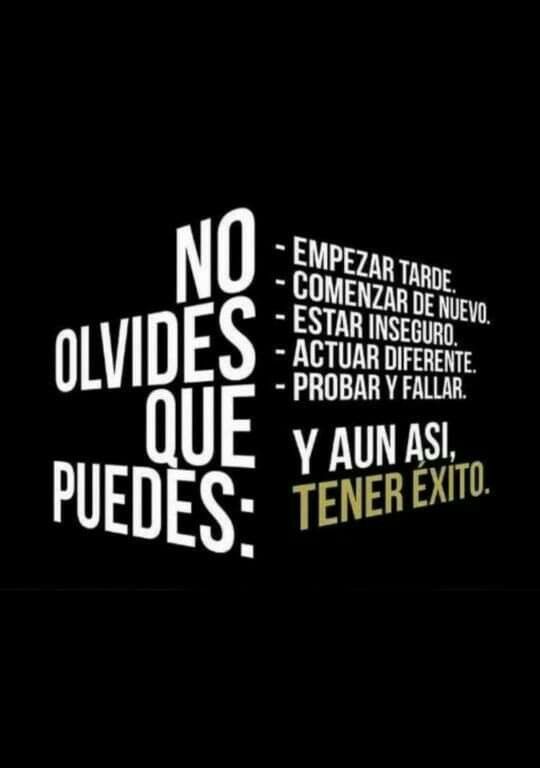 NO
OLVIDES
QUE
PUEDES:
- EMPEZAR TARDE.
- COMENZAR DE NUEVO.
- ESTAR INSEGURO.
- ACTUAR DIFERENTE.
- PROBAR Y FALLAR.
Y AUN ASI,
TENER ÉXITO.